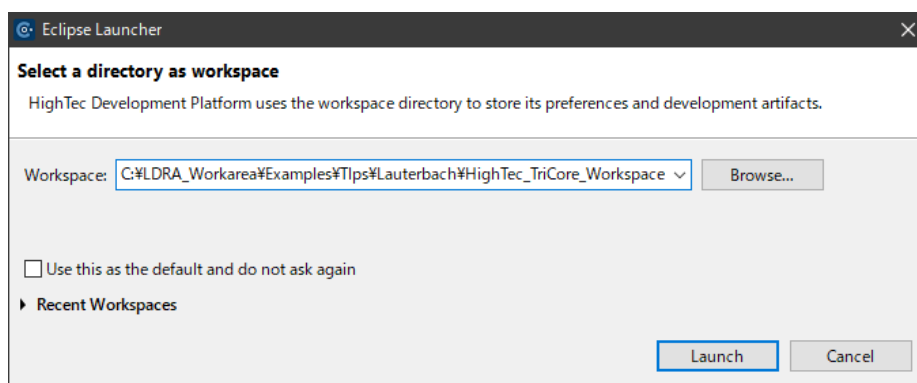 Eclipse Launcher
Select a directory as workspace
HighTec Development Platform uses the workspace directory to store its preferences and development artifacts.
Workspace: C:¥LDRA_Workarea¥Examples¥TIps¥Lauterbach¥HighTec_TriCore_Workspace Browse...
Use this as the default and do not ask again
Recent Workspaces
Launch Cancel